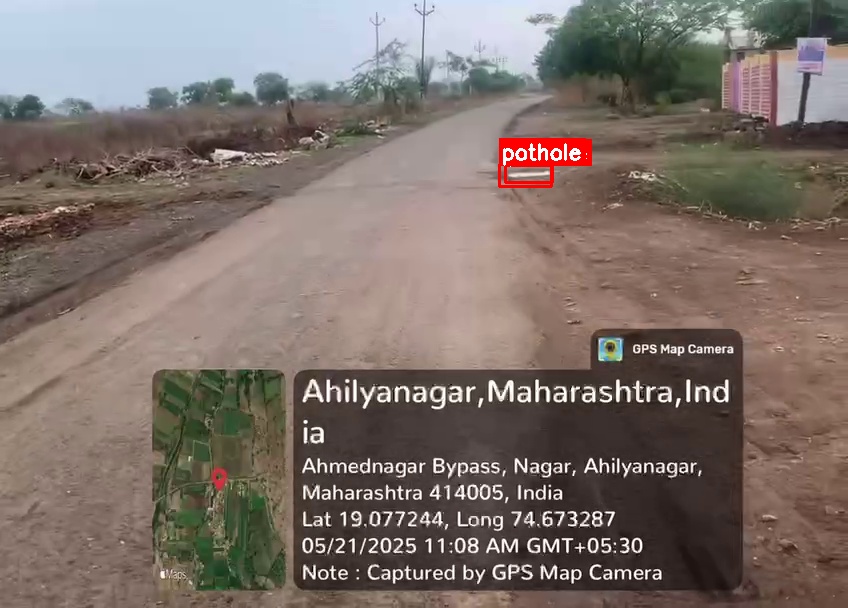 pothole
GPS Map Camera
Ahilyanagar,Maharashtra,Ind
ia
Ahmednagar Bypass, Nagar, Ahilyanagar,
Maharashtra 414005, India
Lat 19.077244, Long 74.673287
05/21/2025 11:08 AM GMT+05:30
Note : Captured by GPS Map Camera
Maps